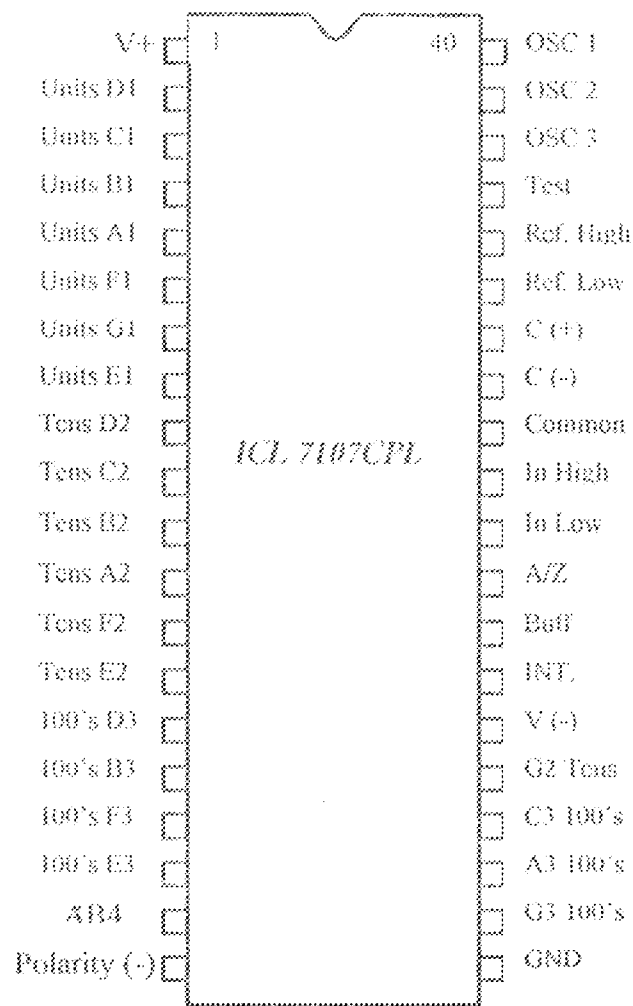 V+ 1 40 OSC 1
Units D1 OSC 2
Units C1 OSC 3
Units B1 Test
Units A1 Ref. High
Units F1 Ref. Low
Units G1 C (+)
Units E1 C (-)
Tens D2 Common
Tens C2 In High
Tens B2 In Low
Tens A2 A/Z
Tens F2 Buff
Tens E2 INT.
100's D3 V (-)
100's B3 G2 Tens
100's F3 C3 100's
100's E3 A3 100's
AB4 G3 100's
Polarity (-) GND
ICL 7107CPL